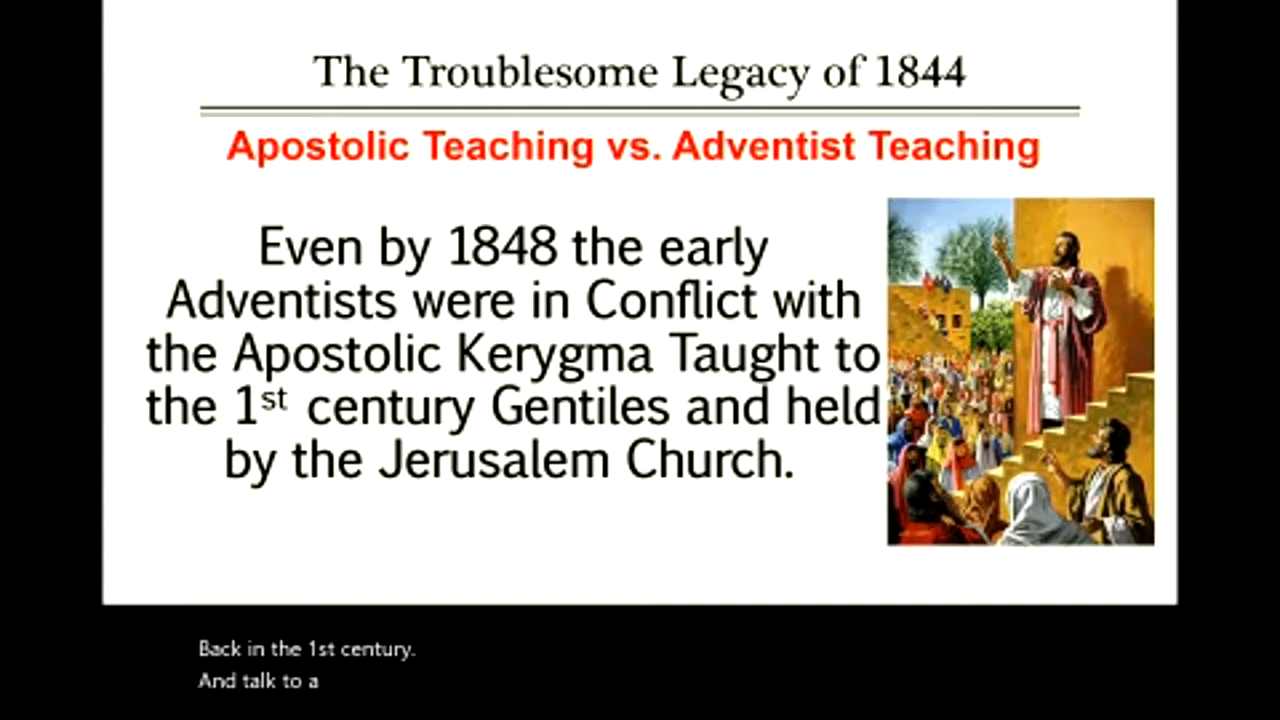 The Troublesome Legacy of 1844
Apostolic Teaching vs. Adventist Teaching
Even by 1848 the early
Adventists were in Conflict with
the Apostolic Kerygma Taught to
the 1st century Gentiles and held
by the Jerusalem Church.
Back in the 1st century.
And talk to a